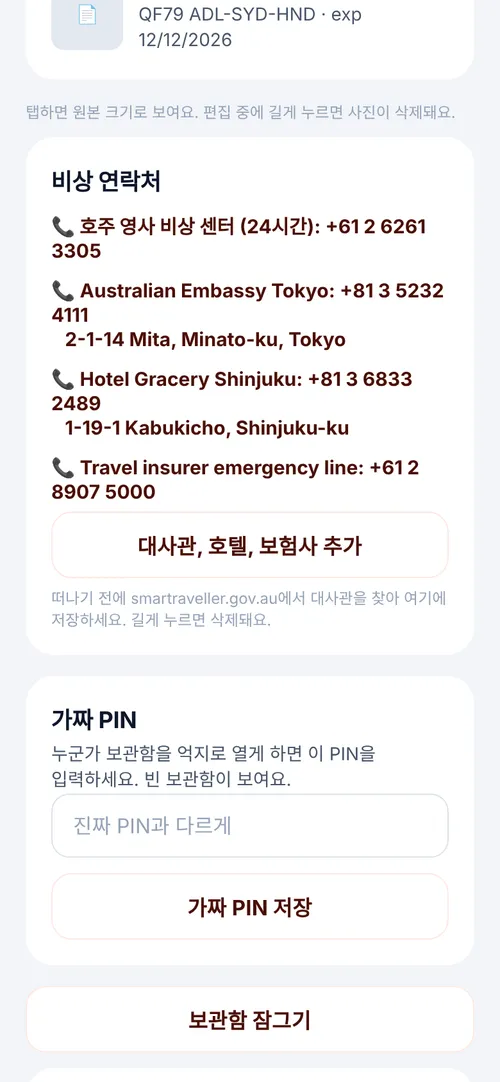 QF79 ADL-SYD-HND · exp
12/12/2026
탭하면 원본 크기로 보여요. 편집 중에 길게 누르면 사진이 삭제돼요.
비상 연락처
📞 호주 영사 비상 센터 (24시간): +61 2 6261
3305
📞 Australian Embassy Tokyo: +81 3 5232
4111
2-1-14 Mita, Minato-ku, Tokyo
📞 Hotel Gracery Shinjuku: +81 3 6833
2489
1-19-1 Kabukicho, Shinjuku-ku
📞 Travel insurer emergency line: +61 2
8907 5000
대사관, 호텔, 보험사 추가
떠나기 전에 smartraveller.gov.au에서 대사관을 찾아 여기에
저장하세요. 길게 누르면 삭제돼요.
가짜 PIN
누군가 보관함을 억지로 열게 하면 이 PIN을
입력하세요. 빈 보관함이 보여요.
진짜 PIN과 다르게
가짜 PIN 저장
보관함 잠그기